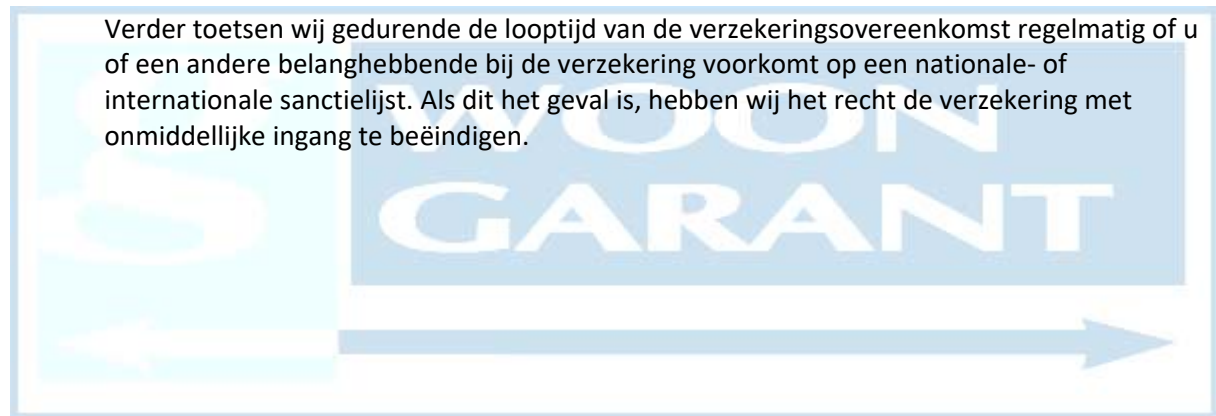 Verder toetsen wij gedurende de looptijd van de verzekeringsovereenkomst regelmatig of u
of een andere belanghebbende bij de verzekering voorkomt op een nationale- of
internationale sanctielijst. Als dit het geval is, hebben wij het recht de verzekering met
onmiddellijke ingang te beëindigen.
g
WOON
GARANT